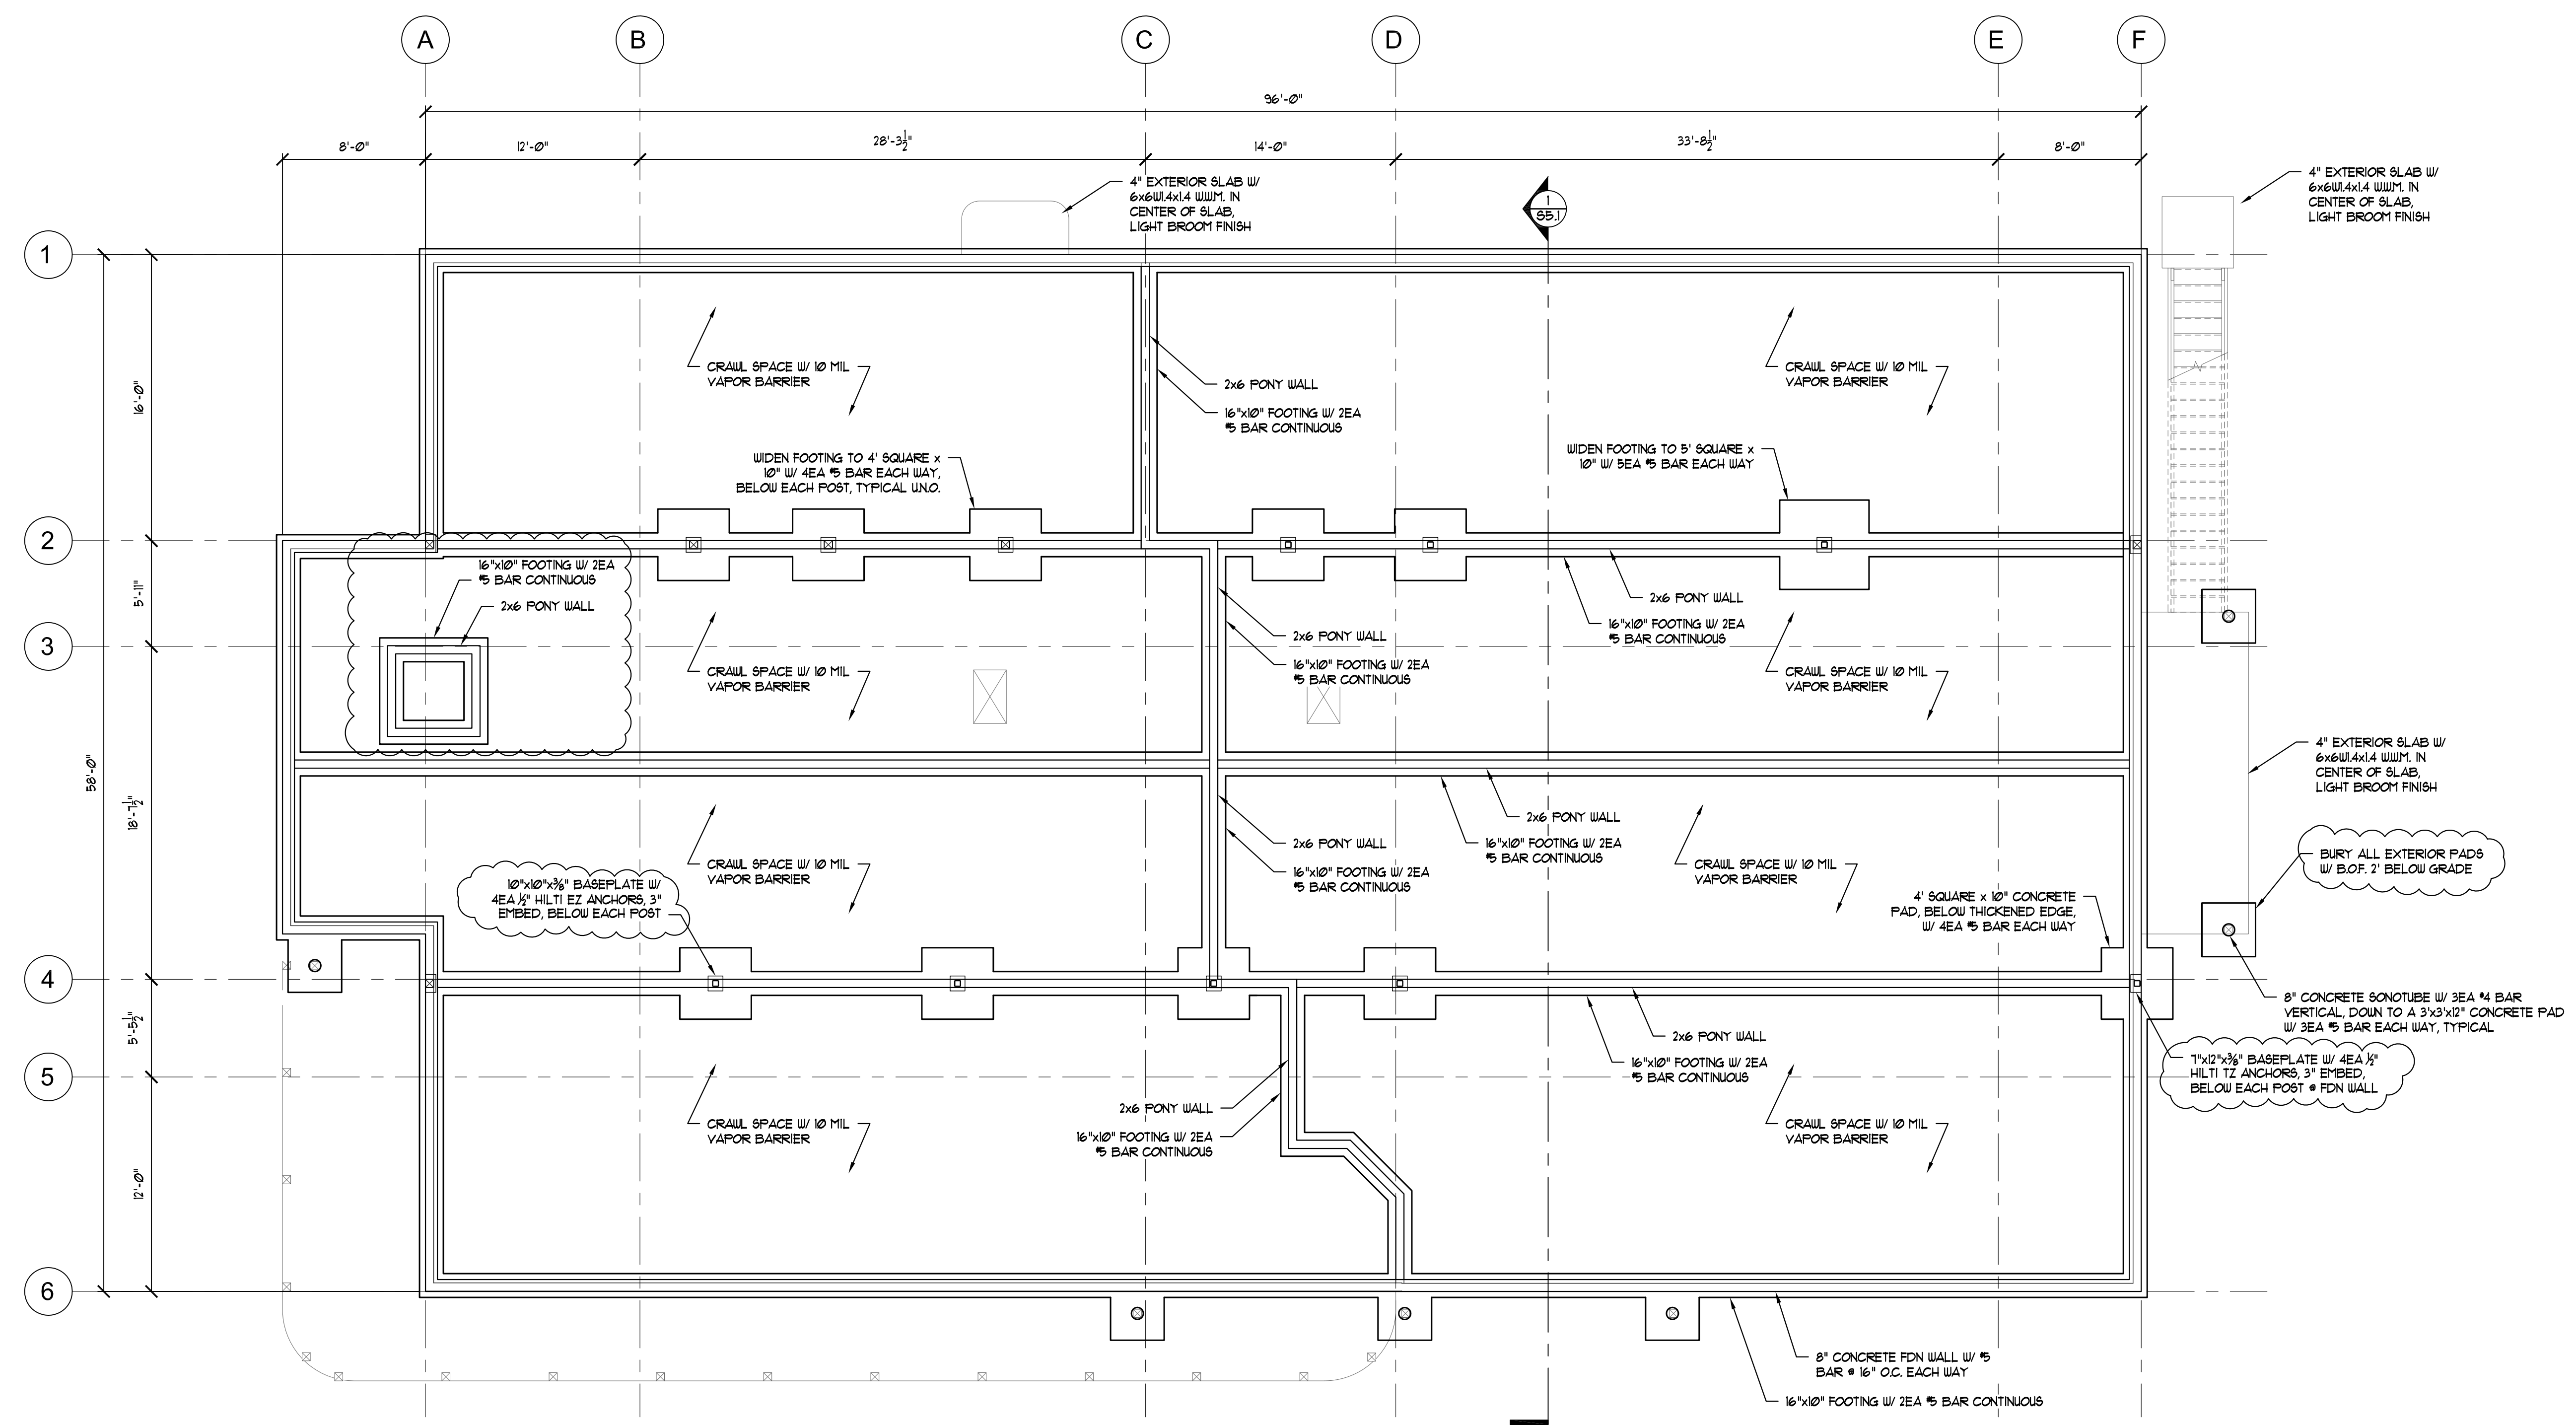 A
B
C
D
E
F
96'-0"
8'-0"
12'-0"
28'-3 1/2"
14'-0"
33'-8 1/2"
8'-0"
4" EXTERIOR SLAB W/
6x6W1.4x1.4 W.W.M. IN
CENTER OF SLAB,
LIGHT BROOM FINISH
4" EXTERIOR SLAB W/
6x6W1.4x1.4 W.W.M. IN
CENTER OF SLAB,
LIGHT BROOM FINISH
1
S5.1
1
CRAWL SPACE W/ 10 MIL
VAPOR BARRIER
2x6 PONY WALL
16"x10" FOOTING W/ 2EA
#5 BAR CONTINUOUS
CRAWL SPACE W/ 10 MIL
VAPOR BARRIER
16'-0"
WIDEN FOOTING TO 4' SQUARE x
10" W/ 4EA #5 BAR EACH WAY,
BELOW EACH POST, TYPICAL U.N.O.
WIDEN FOOTING TO 5' SQUARE x
10" W/ 5EA #5 BAR EACH WAY
2
16"x10" FOOTING W/ 2EA
#5 BAR CONTINUOUS
2x6 PONY WALL
5'-11"
2x6 PONY WALL
16"x10" FOOTING W/ 2EA
#5 BAR CONTINUOUS
2x6 PONY WALL
16"x10" FOOTING W/ 2EA
#5 BAR CONTINUOUS
3
CRAWL SPACE W/ 10 MIL
VAPOR BARRIER
CRAWL SPACE W/ 10 MIL
VAPOR BARRIER
4" EXTERIOR SLAB W/
6x6W1.4x1.4 W.W.M. IN
CENTER OF SLAB,
LIGHT BROOM FINISH
58'-0"
18'-7 1/2"
2x6 PONY WALL
16"x10" FOOTING W/ 2EA
#5 BAR CONTINUOUS
2x6 PONY WALL
16"x10" FOOTING W/ 2EA
#5 BAR CONTINUOUS
CRAWL SPACE W/ 10 MIL
VAPOR BARRIER
CRAWL SPACE W/ 10 MIL
VAPOR BARRIER
BURY ALL EXTERIOR PADS
W/ B.O.F. 2' BELOW GRADE
10"x10"x3/8" BASEPLATE W/
4EA 1/2" HILTI EZ ANCHORS, 3"
EMBED, BELOW EACH POST
4' SQUARE x 10" CONCRETE
PAD, BELOW THICKENED EDGE,
W/ 4EA #5 BAR EACH WAY
4
8" CONCRETE SONOTUBE W/ 3EA #4 BAR
VERTICAL, DOWN TO A 3'x3'x12" CONCRETE PAD
W/ 3EA #5 BAR EACH WAY, TYPICAL
5'-5 1/2"
2x6 PONY WALL
16"x10" FOOTING W/ 2EA
#5 BAR CONTINUOUS
7"x12"x3/8" BASEPLATE W/ 4EA 1/2"
HILTI TZ ANCHORS, 3" EMBED,
BELOW EACH POST @ FDN WALL
5
CRAWL SPACE W/ 10 MIL
VAPOR BARRIER
2x6 PONY WALL
16"x10" FOOTING W/ 2EA
#5 BAR CONTINUOUS
CRAWL SPACE W/ 10 MIL
VAPOR BARRIER
12'-0"
6
8" CONCRETE FDN WALL W/ #5
BAR @ 16" O.C. EACH WAY
16"x10" FOOTING W/ 2EA #5 BAR CONTINUOUS